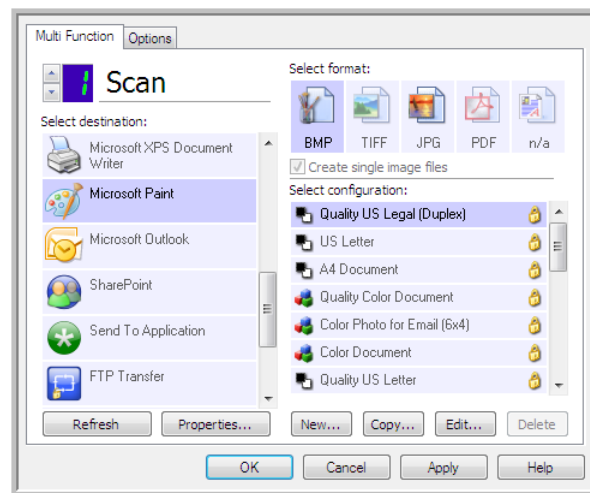 Multi Function
Options
1
Scan
Select destination:
Microsoft XPS Document
Writer
Microsoft Paint
Microsoft Outlook
SharePoint
Send To Application
FTP Transfer
Refresh
Properties...
Select format:
BMP
TIFF
JPG
PDF
n/a
Create single image files
Select configuration:
Quality US Legal (Duplex)
US Letter
A4 Document
Quality Color Document
Color Photo for Email (6x4)
Color Document
Quality US Letter
New...
Copy...
Edit...
Delete
OK
Cancel
Apply
Help